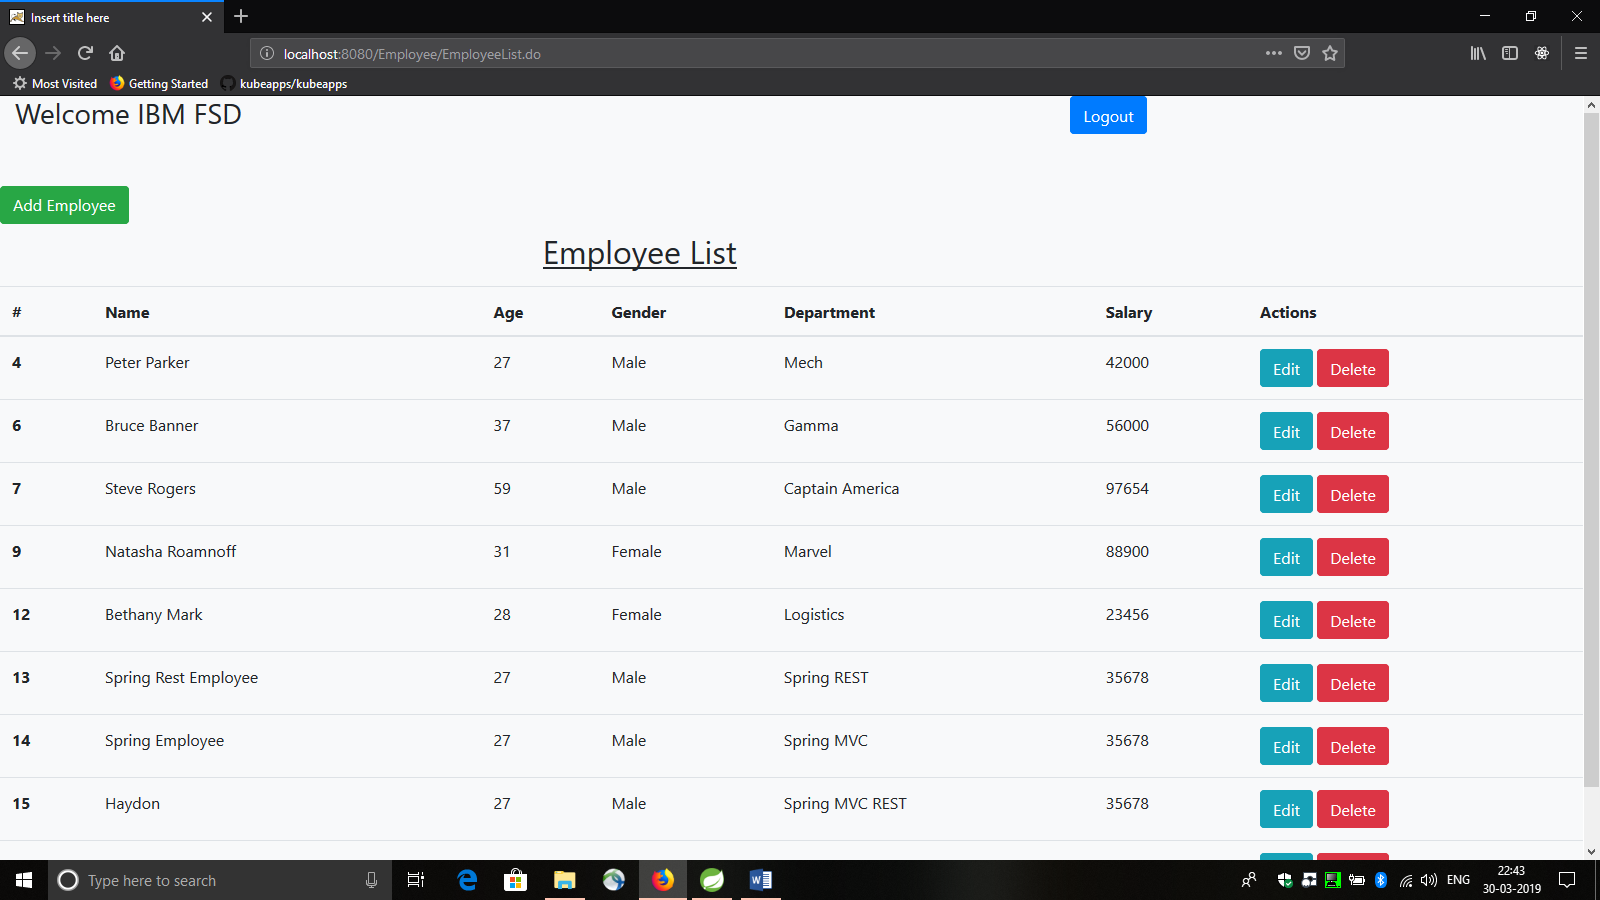 Insert title here
localhost:8080/Employee/EmployeeList.do
Most Visited Getting Started kubeapps/kubeapps
Welcome IBM FSD Logout
Add Employee
Employee List
# Name Age Gender Department Salary Actions
4 Peter Parker 27 Male Mech 42000 Edit Delete
6 Bruce Banner 37 Male Gamma 56000 Edit Delete
7 Steve Rogers 59 Male Captain America 97654 Edit Delete
9 Natasha Roamnoff 31 Female Marvel 88900 Edit Delete
12 Bethany Mark 28 Female Logistics 23456 Edit Delete
13 Spring Rest Employee 27 Male Spring REST 35678 Edit Delete
14 Spring Employee 27 Male Spring MVC 35678 Edit Delete
15 Haydon 27 Male Spring MVC REST 35678 Edit Delete
Type here to search ENG 22:43
30-03-2019